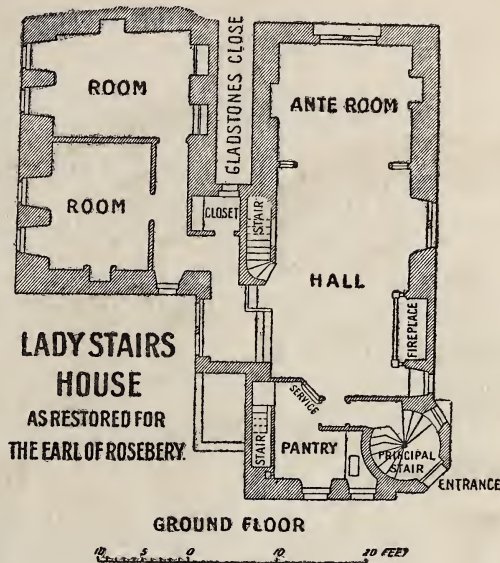 ROOM
GLADSTONES CLOSE
ANTE ROOM
ROOM
CLOSET
STAIR
HALL
FIREPLACE
LADY STAIRS
HOUSE
AS RESTORED FOR
THE EARL OF ROSEBERY.
SERVICE
STAIR
PANTRY
PRINCIPAL
STAIR
ENTRANCE
GROUND FLOOR
10 5 0 10 20 FEET